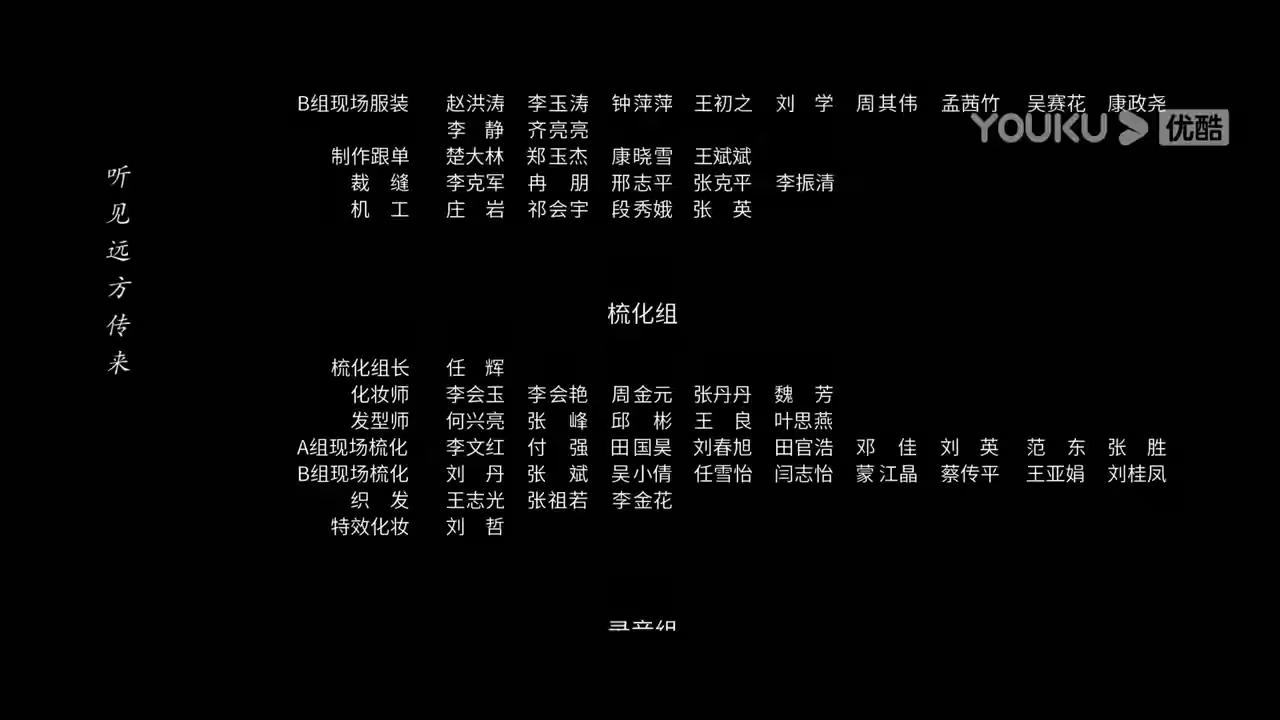 B组现场服装 赵洪涛 李玉涛 钟萍萍 王初之 刘 学 周其伟 孟茜竹 吴赛花 康政尧
李 静 齐亮亮
制作跟单 楚大林 郑玉杰 康晓雪 王斌斌
裁 缝 李克军 冉 朋 邢志平 张克平 李振清
机 工 庄 岩 祁会宇 段秀娥 张 英
YOUKU 优酷
听见远方传来
梳化组
梳化组长 任 辉
化妆师 李会玉 李会艳 周金元 张丹丹 魏 芳
发型师 何兴亮 张 峰 邱 彬 王 良 叶思燕
A组现场梳化 李文红 付 强 田国昊 刘春旭 田官浩 邓 佳 刘 英 范 东 张 胜
B组现场梳化 刘 丹 张 斌 吴小倩 任雪怡 闫志怡 蒙江晶 蔡传平 王亚娟 刘桂凤
织 发 王志光 张祖若 李金花
特效化妆 刘 哲
录音组